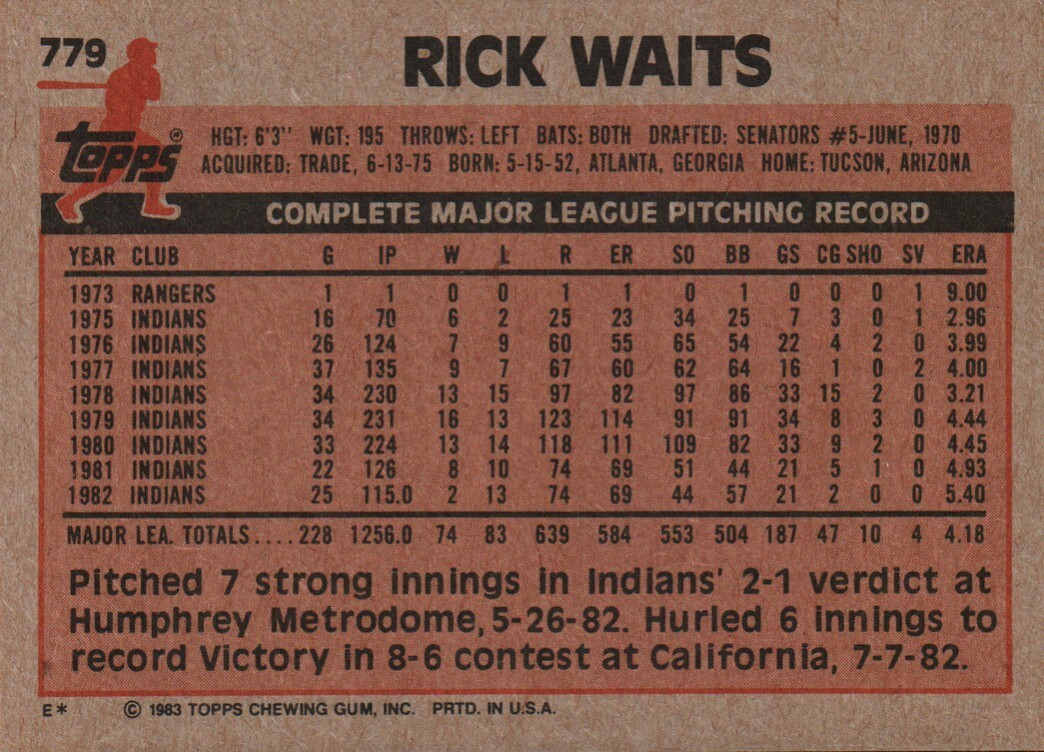 779 RICK WAITS
Topps®
HGT: 6'3" WGT: 195 THROWS: LEFT BATS: BOTH DRAFTED: SENATORS #5-JUNE, 1970
ACQUIRED: TRADE, 6-13-75 BORN: 5-15-52, ATLANTA, GEORGIA HOME: TUCSON, ARIZONA
COMPLETE MAJOR LEAGUE PITCHING RECORD
YEAR CLUB G IP W L R ER SO BB GS CG SHO SV ERA
1973 RANGERS 1 1 0 0 1 1 0 1 0 0 0 1 9.00
1975 INDIANS 16 70 6 2 25 23 34 25 7 3 0 1 2.96
1976 INDIANS 26 124 7 9 60 55 65 54 22 4 2 0 3.99
1977 INDIANS 37 135 9 7 67 60 62 64 16 1 0 2 4.00
1978 INDIANS 34 230 13 15 97 82 97 86 33 15 2 0 3.21
1979 INDIANS 34 231 16 13 123 114 91 91 34 8 3 0 4.44
1980 INDIANS 33 224 13 14 118 111 109 82 33 9 2 0 4.45
1981 INDIANS 22 126 8 10 74 69 51 44 21 5 1 0 4.93
1982 INDIANS 25 115.0 2 13 74 69 44 57 21 2 0 0 5.40
MAJOR LEA. TOTALS....228 1256.0 74 83 639 584 553 504 187 47 10 4 4.18
Pitched 7 strong innings in Indians' 2-1 verdict at
Humphrey Metrodome, 5-26-82. Hurled 6 innings to
record Victory in 8-6 contest at California, 7-7-82.
E* © 1983 TOPPS CHEWING GUM, INC. PRTD. IN U.S.A.